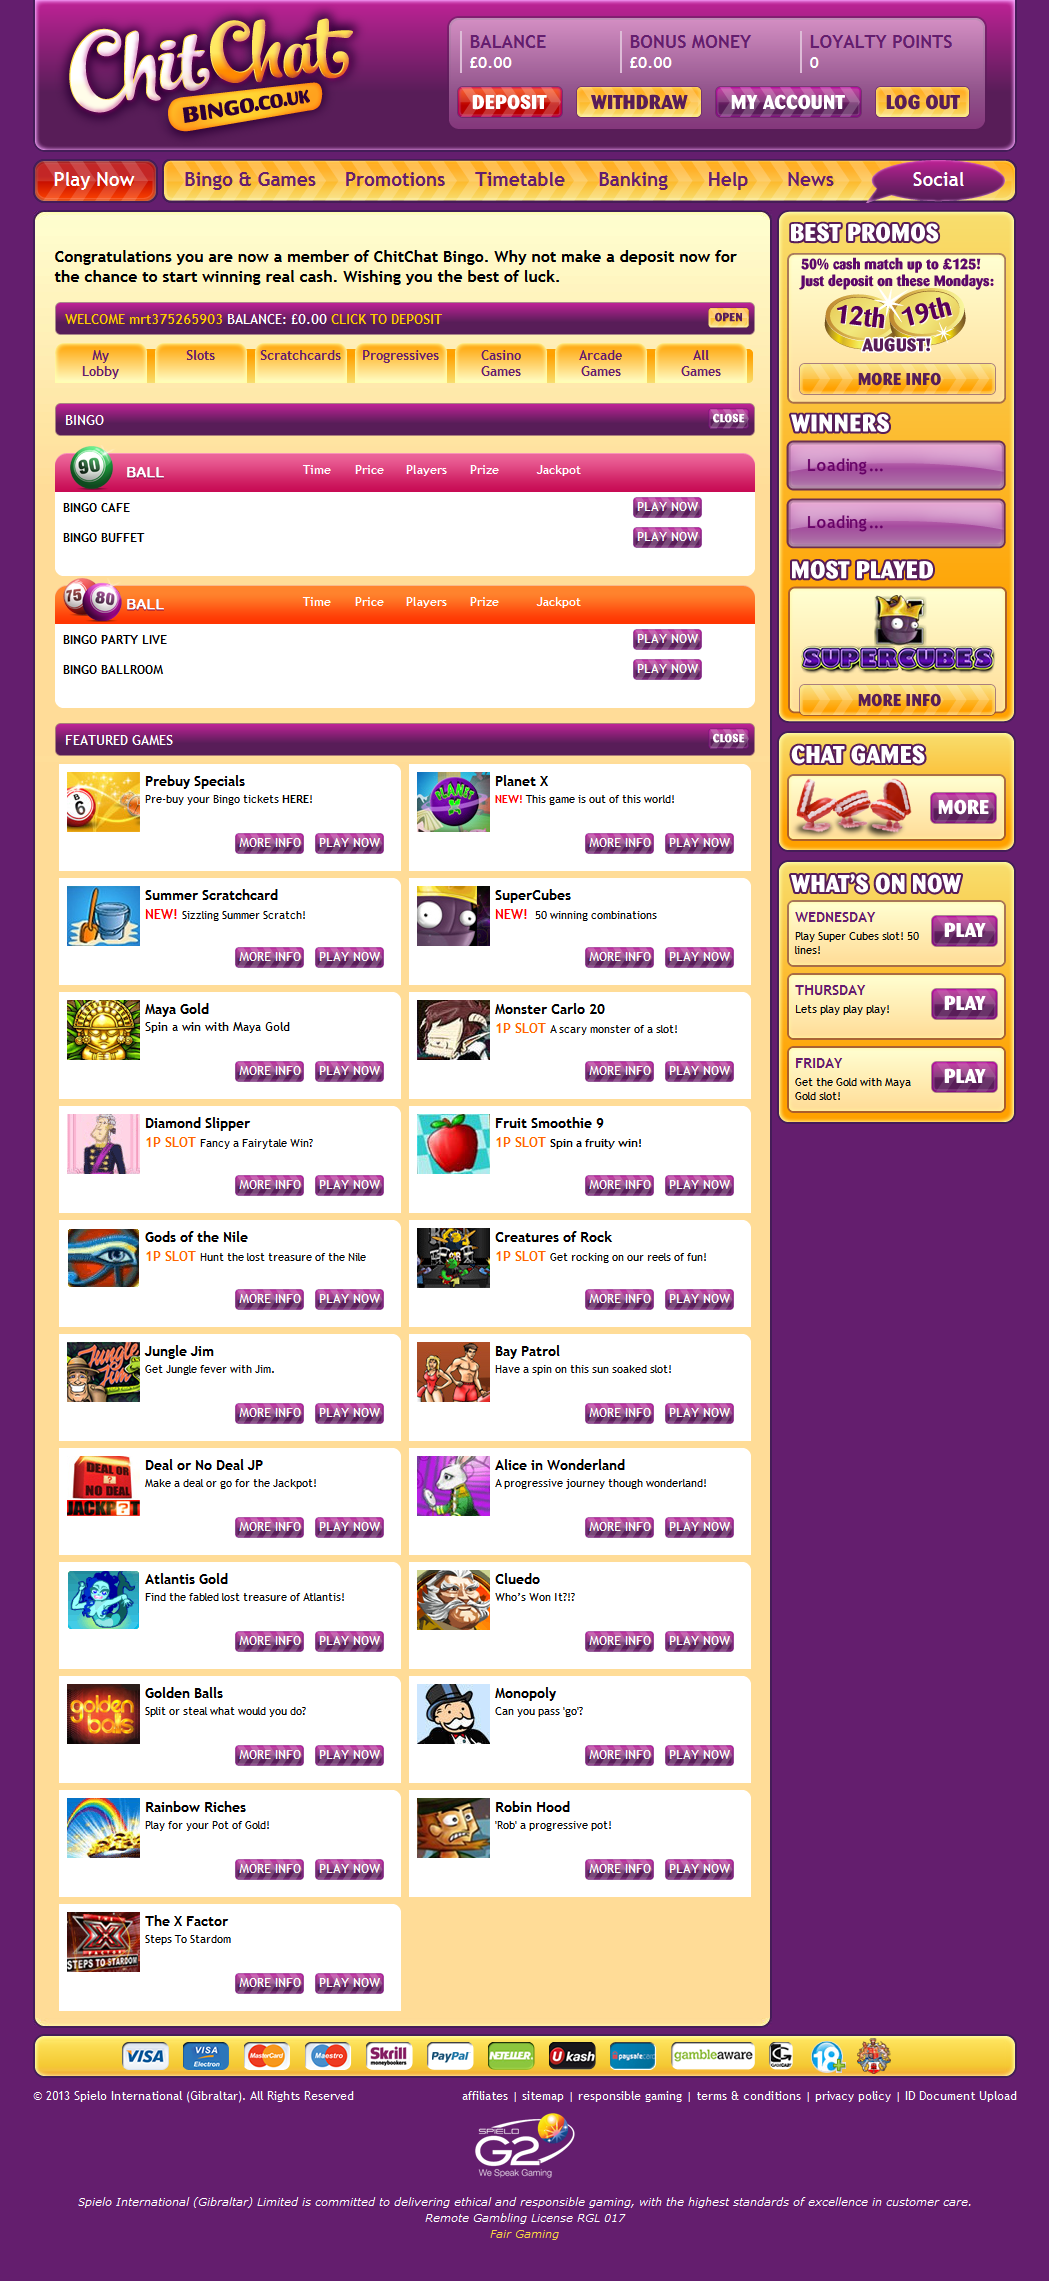 ChitChat
BINGO.CO.UK
BALANCE
£0.00
BONUS MONEY
£0.00
LOYALTY POINTS
0
DEPOSIT
WITHDRAW
MY ACCOUNT
LOG OUT
Play Now
Bingo & Games
Promotions
Timetable
Banking
Help
News
Social
Congratulations you are now a member of ChitChat Bingo. Why not make a deposit now for
the chance to start winning real cash. Wishing you the best of luck.
WELCOME mrt375265903 BALANCE: £0.00 CLICK TO DEPOSIT
OPEN
My
Lobby
Slots
Scratchcards
Progressives
Casino
Games
Arcade
Games
All
Games
BINGO
CLOSE
90
BALL
Time
Price
Players
Prize
Jackpot
BINGO CAFE
PLAY NOW
BINGO BUFFET
PLAY NOW
75
80
BALL
Time
Price
Players
Prize
Jackpot
BINGO PARTY LIVE
PLAY NOW
BINGO BALLROOM
PLAY NOW
FEATURED GAMES
CLOSE
B
6
Prebuy Specials
Pre-buy your Bingo tickets HERE!
MORE INFO
PLAY NOW
PLANET
X
Planet X
NEW! This game is out of this world!
MORE INFO
PLAY NOW
Summer Scratchcard
NEW! Sizzling Summer Scratch!
MORE INFO
PLAY NOW
SuperCubes
NEW! 50 winning combinations
MORE INFO
PLAY NOW
Maya Gold
Spin a win with Maya Gold
MORE INFO
PLAY NOW
Monster Carlo 20
1P SLOT A scary monster of a slot!
MORE INFO
PLAY NOW
Diamond Slipper
1P SLOT Fancy a Fairytale Win?
MORE INFO
PLAY NOW
Fruit Smoothie 9
1P SLOT Spin a fruity win!
MORE INFO
PLAY NOW
Gods of the Nile
1P SLOT Hunt the lost treasure of the Nile
MORE INFO
PLAY NOW
Creatures of Rock
1P SLOT Get rocking on our reels of fun!
MORE INFO
PLAY NOW
Jungle
Jim
Jungle Jim
Get Jungle fever with Jim.
MORE INFO
PLAY NOW
Bay Patrol
Have a spin on this sun soaked slot!
MORE INFO
PLAY NOW
DEAL OR
?
NO DEAL
JACKP?T
Deal or No Deal JP
Make a deal or go for the Jackpot!
MORE INFO
PLAY NOW
Alice in Wonderland
A progressive journey though wonderland!
MORE INFO
PLAY NOW
Atlantis Gold
Find the fabled lost treasure of Atlantis!
MORE INFO
PLAY NOW
Cluedo
Who's Won It?!?
MORE INFO
PLAY NOW
golden
balls
Golden Balls
Split or steal what would you do?
MORE INFO
PLAY NOW
Monopoly
Can you pass 'go'?
MORE INFO
PLAY NOW
Rainbow Riches
Play for your Pot of Gold!
MORE INFO
PLAY NOW
Robin Hood
'Rob' a progressive pot!
MORE INFO
PLAY NOW
X
FACTOR
STEPS TO STARDOM
The X Factor
Steps To Stardom
MORE INFO
PLAY NOW
BEST PROMOS
50% cash match up to £125!
Just deposit on these Mondays:
12th
19th
AUGUST!
MORE INFO
WINNERS
Loading...
Loading...
MOST PLAYED
SUPERCUBES
MORE INFO
CHAT GAMES
MORE
WHAT'S ON NOW
WEDNESDAY
Play Super Cubes slot! 50
lines!
PLAY
THURSDAY
Lets play play play!
PLAY
FRIDAY
Get the Gold with Maya
Gold slot!
PLAY
VISA
VISA
Electron
MasterCard
Maestro
Skrill
moneybookers
PayPal
NETELLER
Ukash
paysafecard
gambleaware
G
GAMCARE
18+
© 2013 Spielo International (Gibraltar). All Rights Reserved
affiliates | sitemap | responsible gaming | terms & conditions | privacy policy | ID Document Upload
SPIELO
G2
We Speak Gaming
Spielo International (Gibraltar) Limited is committed to delivering ethical and responsible gaming, with the highest standards of excellence in customer care.
Remote Gambling License RGL 017
Fair Gaming